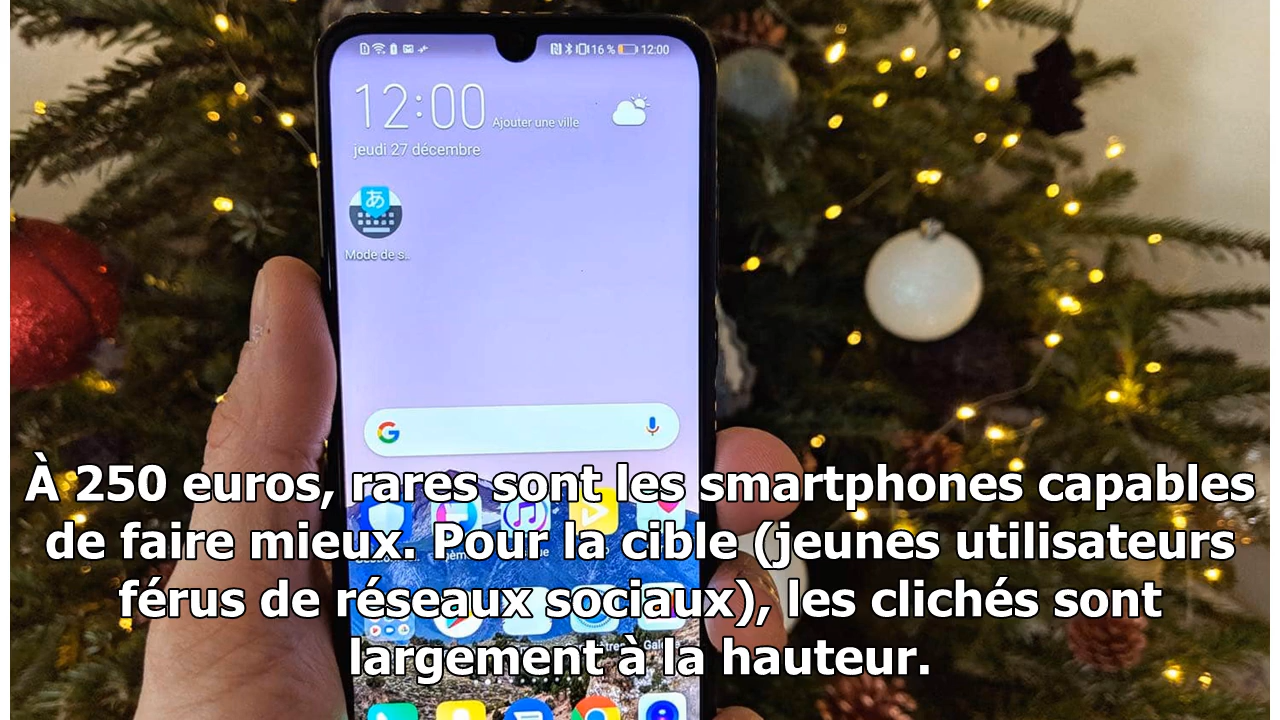 16 % 12:00
12:00 Ajouter une ville
jeudi 27 décembre
あ
Mode de s..
G
À 250 euros, rares sont les smartphones capables
de faire mieux. Pour la cible (jeunes utilisateurs
férus de réseaux sociaux), les clichés sont
largement à la hauteur.